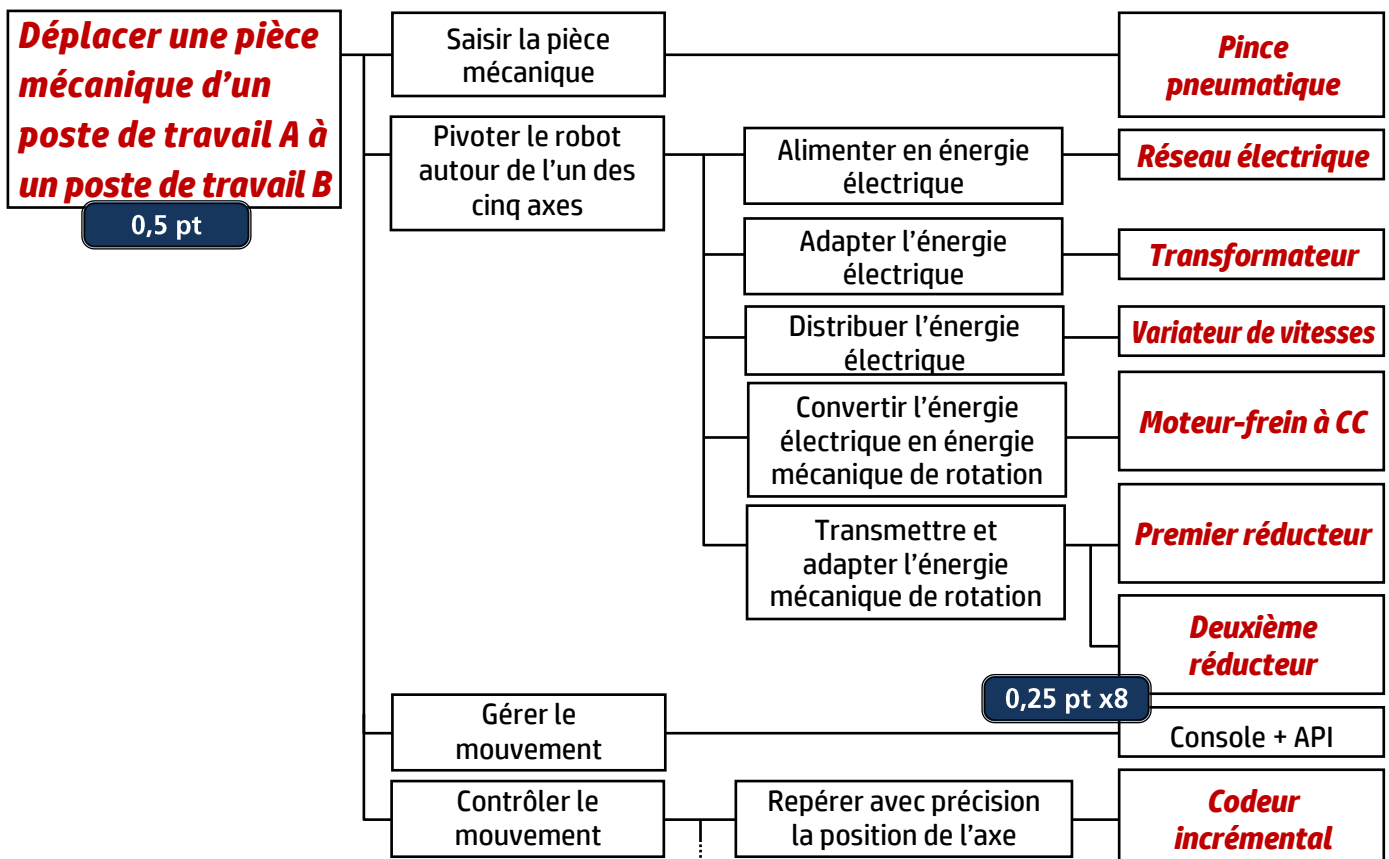 Déplacer une pièce
mécanique d'un
poste de travail A à
un poste de travail B
0,5 pt
Saisir la pièce
mécanique
Pince
pneumatique
Pivoter le robot
autour de l'un des
cinq axes
Alimenter en énergie
électrique
Réseau électrique
Adapter l'énergie
électrique
Transformateur
Distribuer l'énergie
électrique
Variateur de vitesses
Convertir l'énergie
électrique en énergie
mécanique de rotation
Moteur-frein à CC
Transmettre et
adapter l'énergie
mécanique de rotation
Premier réducteur
Deuxième
réducteur
0,25 pt x8
Gérer le
mouvement
Console + API
Contrôler le
mouvement
Repérer avec précision
la position de l'axe
Codeur
incrémental